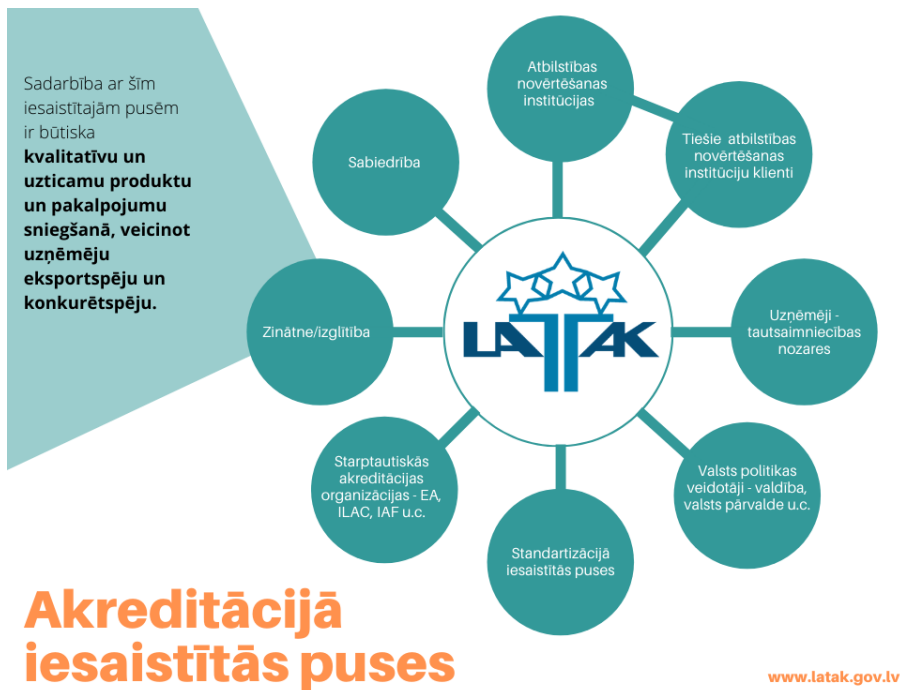 Sadarbība ar šīm
iesaistītajām pusēm
ir būtiska
kvalitatīvu un
uzticamu produktu
un pakalpojumu
sniegšanā, veicinot
uzņēmēju
eksportspēju un
konkurētspēju.
Atbilstības
novērtēšanas
institūcijas
Tiešie atbilstības
novērtēšanas
institūciju klienti
Uzņēmēji -
tautsaimniecības
nozares
Valsts politikas
veidotāji - valdība,
valsts pārvalde u.c.
Standartizācijā
iesaistītās puses
Starptautiskās
akreditācijas
organizācijas - EA,
ILAC, IAF u.c.
Zinātne/izglītība
Sabiedrība
LATAK
Akreditācijā
iesaistītās puses
www.latak.gov.lv